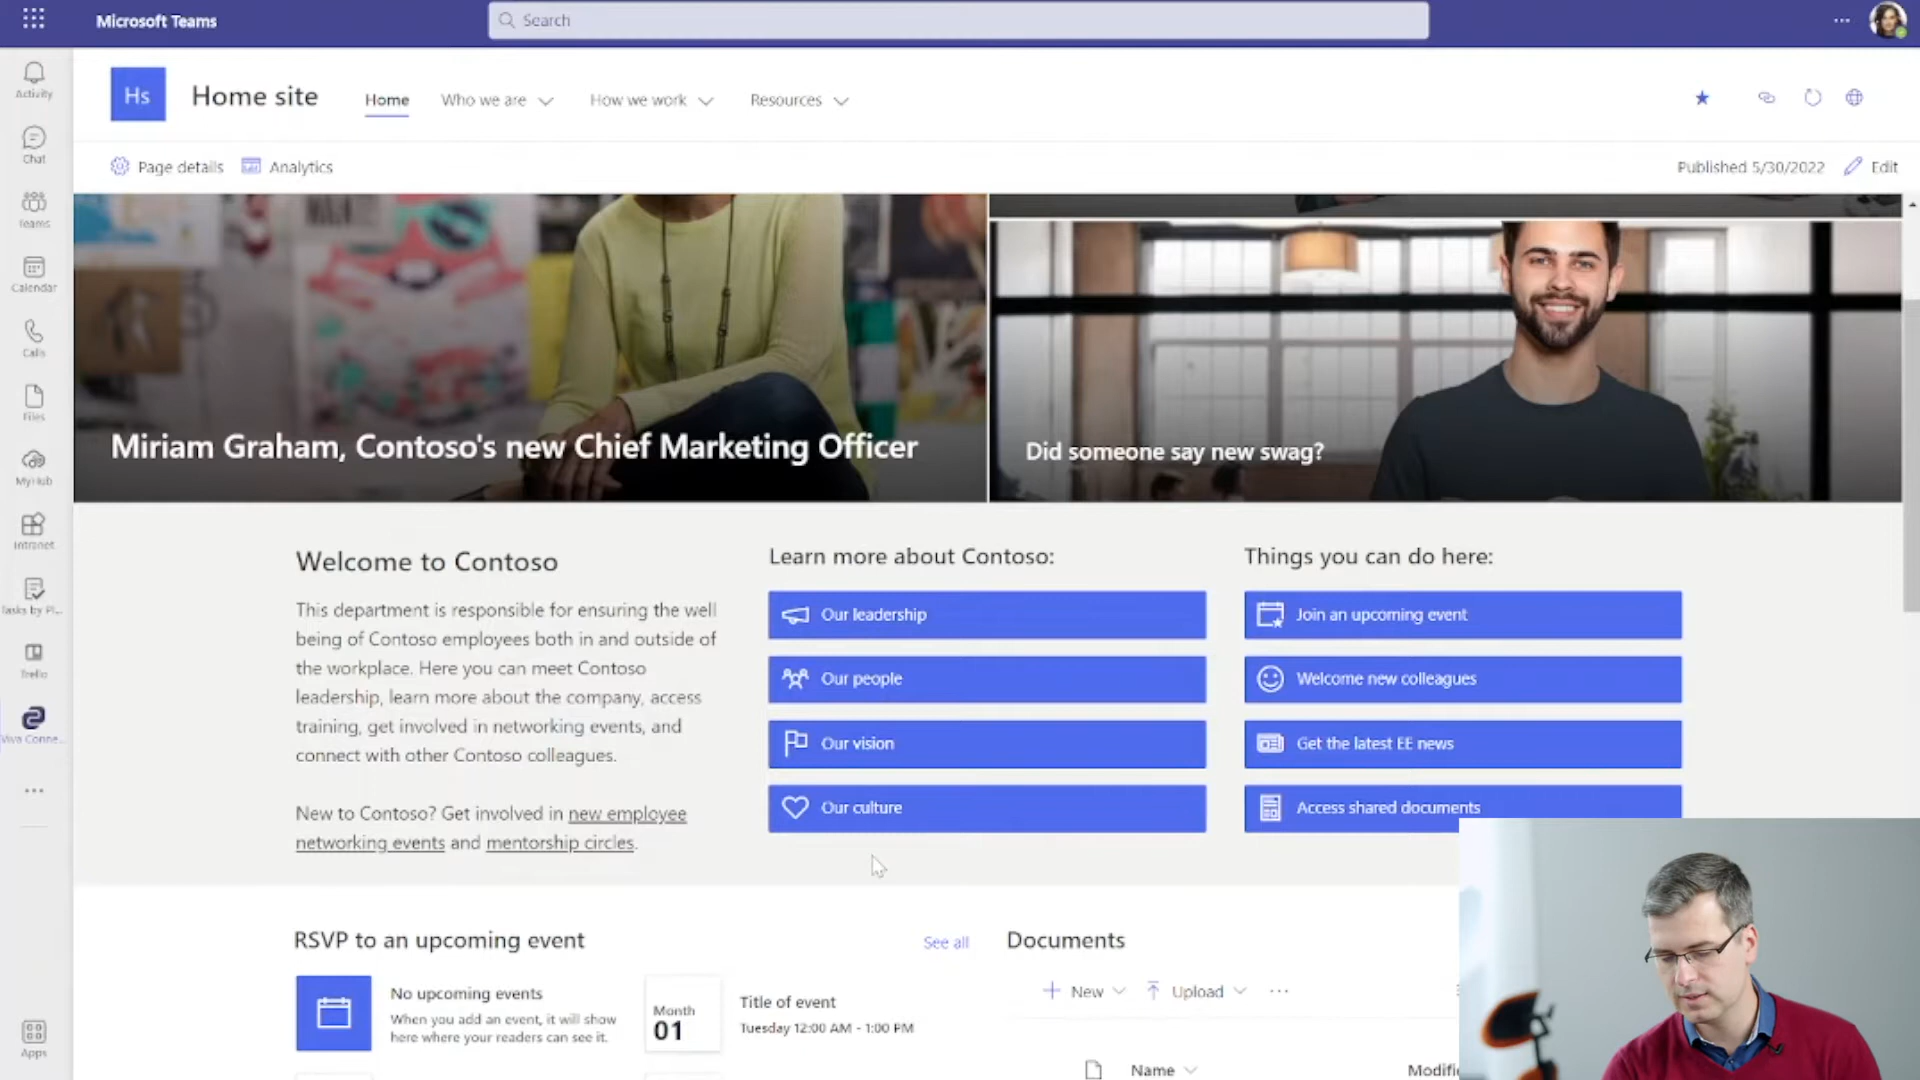 Microsoft Teams
Search
Activity
Chat
Teams
Calendar
Calls
Files
MyHub
Intranet
Tasks by Pl...
Trello
Viva Conne...
Apps
Hs
Home site
Home
Who we are
How we work
Resources
Page details
Analytics
Published 5/30/2022
Edit
Miriam Graham, Contoso's new Chief Marketing Officer
Did someone say new swag?
Welcome to Contoso
This department is responsible for ensuring the well
being of Contoso employees both in and outside of
the workplace. Here you can meet Contoso
leadership, learn more about the company, access
training, get involved in networking events, and
connect with other Contoso colleagues.
New to Contoso? Get involved in new employee
networking events and mentorship circles.
Learn more about Contoso:
Our leadership
Our people
Our vision
Our culture
Things you can do here:
Join an upcoming event
Welcome new colleagues
Get the latest EE news
Access shared documents
RSVP to an upcoming event
See all
No upcoming events
When you add an event, it will show
here where your readers can see it.
Month
01
Title of event
Tuesday 12:00 AM - 1:00 PM
Documents
New
Upload
Name
Modifi